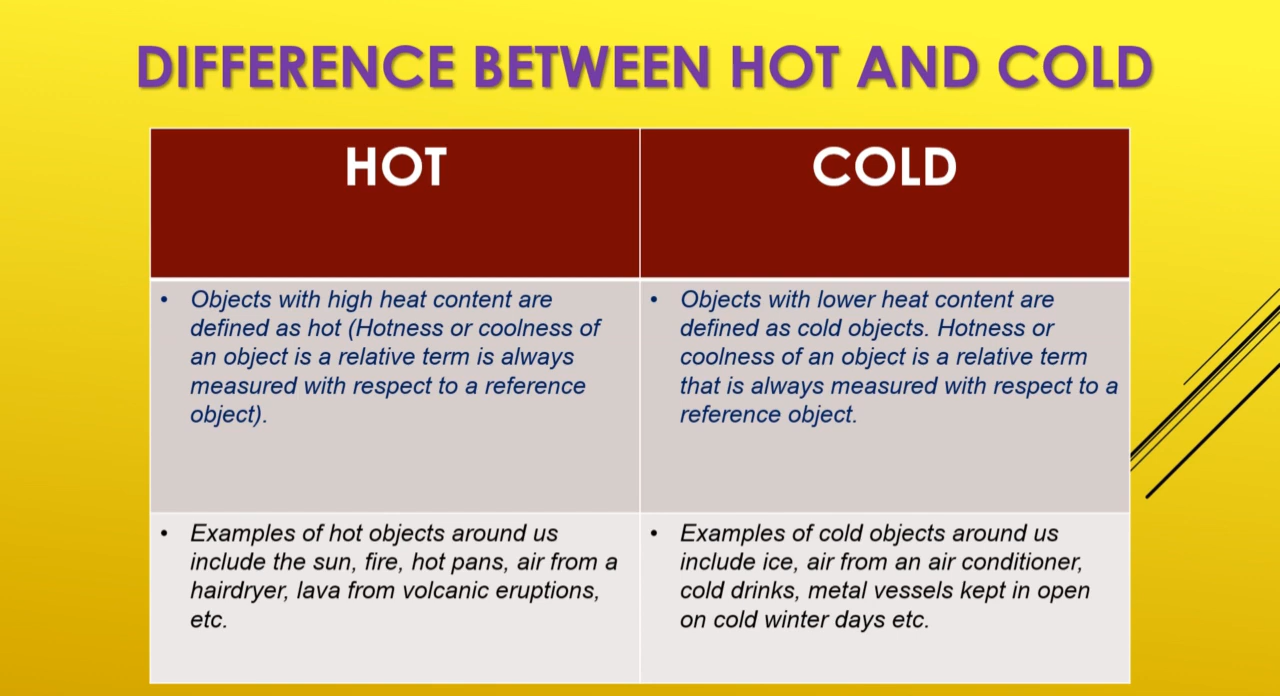 DIFFERENCE BETWEEN HOT AND COLD
HOT
COLD
• Objects with high heat content are
defined as hot (Hotness or coolness of
an object is a relative term is always
measured with respect to a reference
object).
• Objects with lower heat content are
defined as cold objects. Hotness or
coolness of an object is a relative term
that is always measured with respect to a
reference object.
• Examples of hot objects around us
include the sun, fire, hot pans, air from a
hairdryer, lava from volcanic eruptions,
etc.
• Examples of cold objects around us
include ice, air from an air conditioner,
cold drinks, metal vessels kept in open
on cold winter days etc.